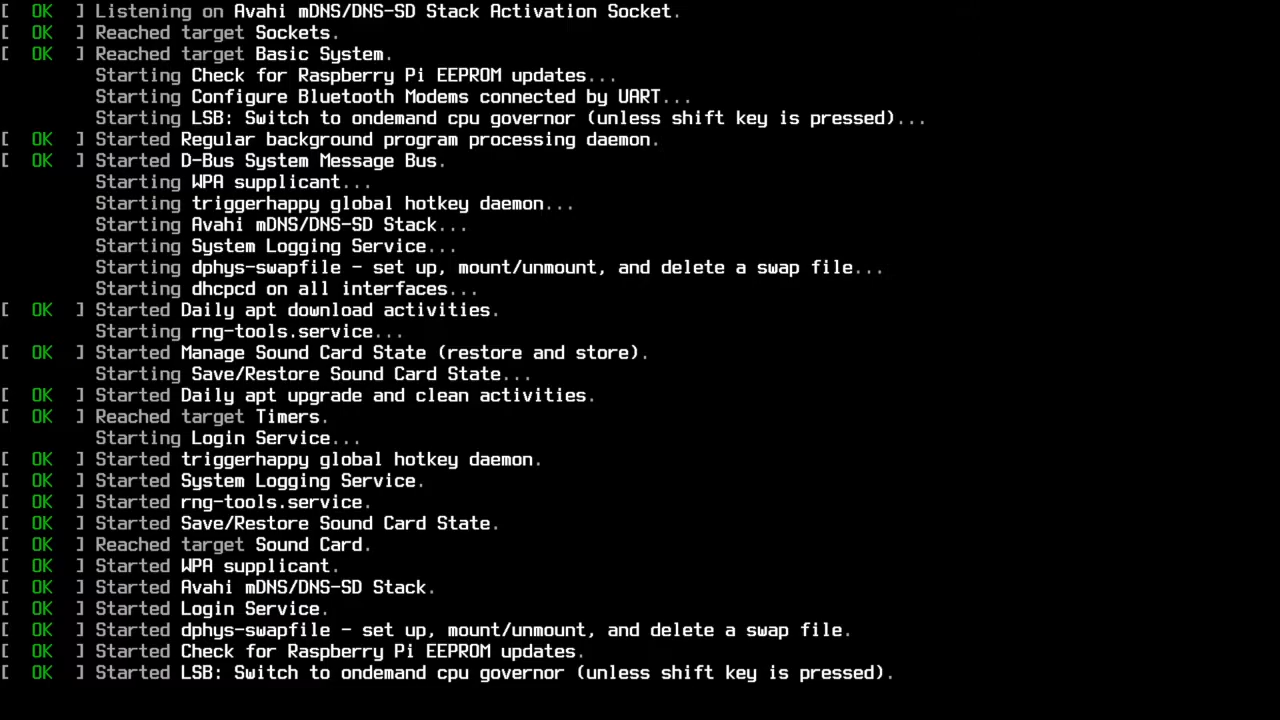 [  OK  ] Listening on Avahi mDNS/DNS-SD Stack Activation Socket.
[  OK  ] Reached target Sockets.
[  OK  ] Reached target Basic System.
Starting Check for Raspberry Pi EEPROM updates...
Starting Configure Bluetooth Modems connected by UART...
Starting LSB: Switch to ondemand cpu governor (unless shift key is pressed)...
[  OK  ] Started Regular background program processing daemon.
[  OK  ] Started D-Bus System Message Bus.
Starting WPA supplicant...
Starting triggerhappy global hotkey daemon...
Starting Avahi mDNS/DNS-SD Stack...
Starting System Logging Service...
Starting dphys-swapfile - set up, mount/unmount, and delete a swap file...
Starting dhcpcd on all interfaces...
[  OK  ] Started Daily apt download activities.
Starting rng-tools.service...
[  OK  ] Started Manage Sound Card State (restore and store).
Starting Save/Restore Sound Card State...
[  OK  ] Started Daily apt upgrade and clean activities.
[  OK  ] Reached target Timers.
Starting Login Service...
[  OK  ] Started triggerhappy global hotkey daemon.
[  OK  ] Started System Logging Service.
[  OK  ] Started rng-tools.service.
[  OK  ] Started Save/Restore Sound Card State.
[  OK  ] Reached target Sound Card.
[  OK  ] Started WPA supplicant.
[  OK  ] Started Avahi mDNS/DNS-SD Stack.
[  OK  ] Started Login Service.
[  OK  ] Started dphys-swapfile - set up, mount/unmount, and delete a swap file.
[  OK  ] Started Check for Raspberry Pi EEPROM updates.
[  OK  ] Started LSB: Switch to ondemand cpu governor (unless shift key is pressed).